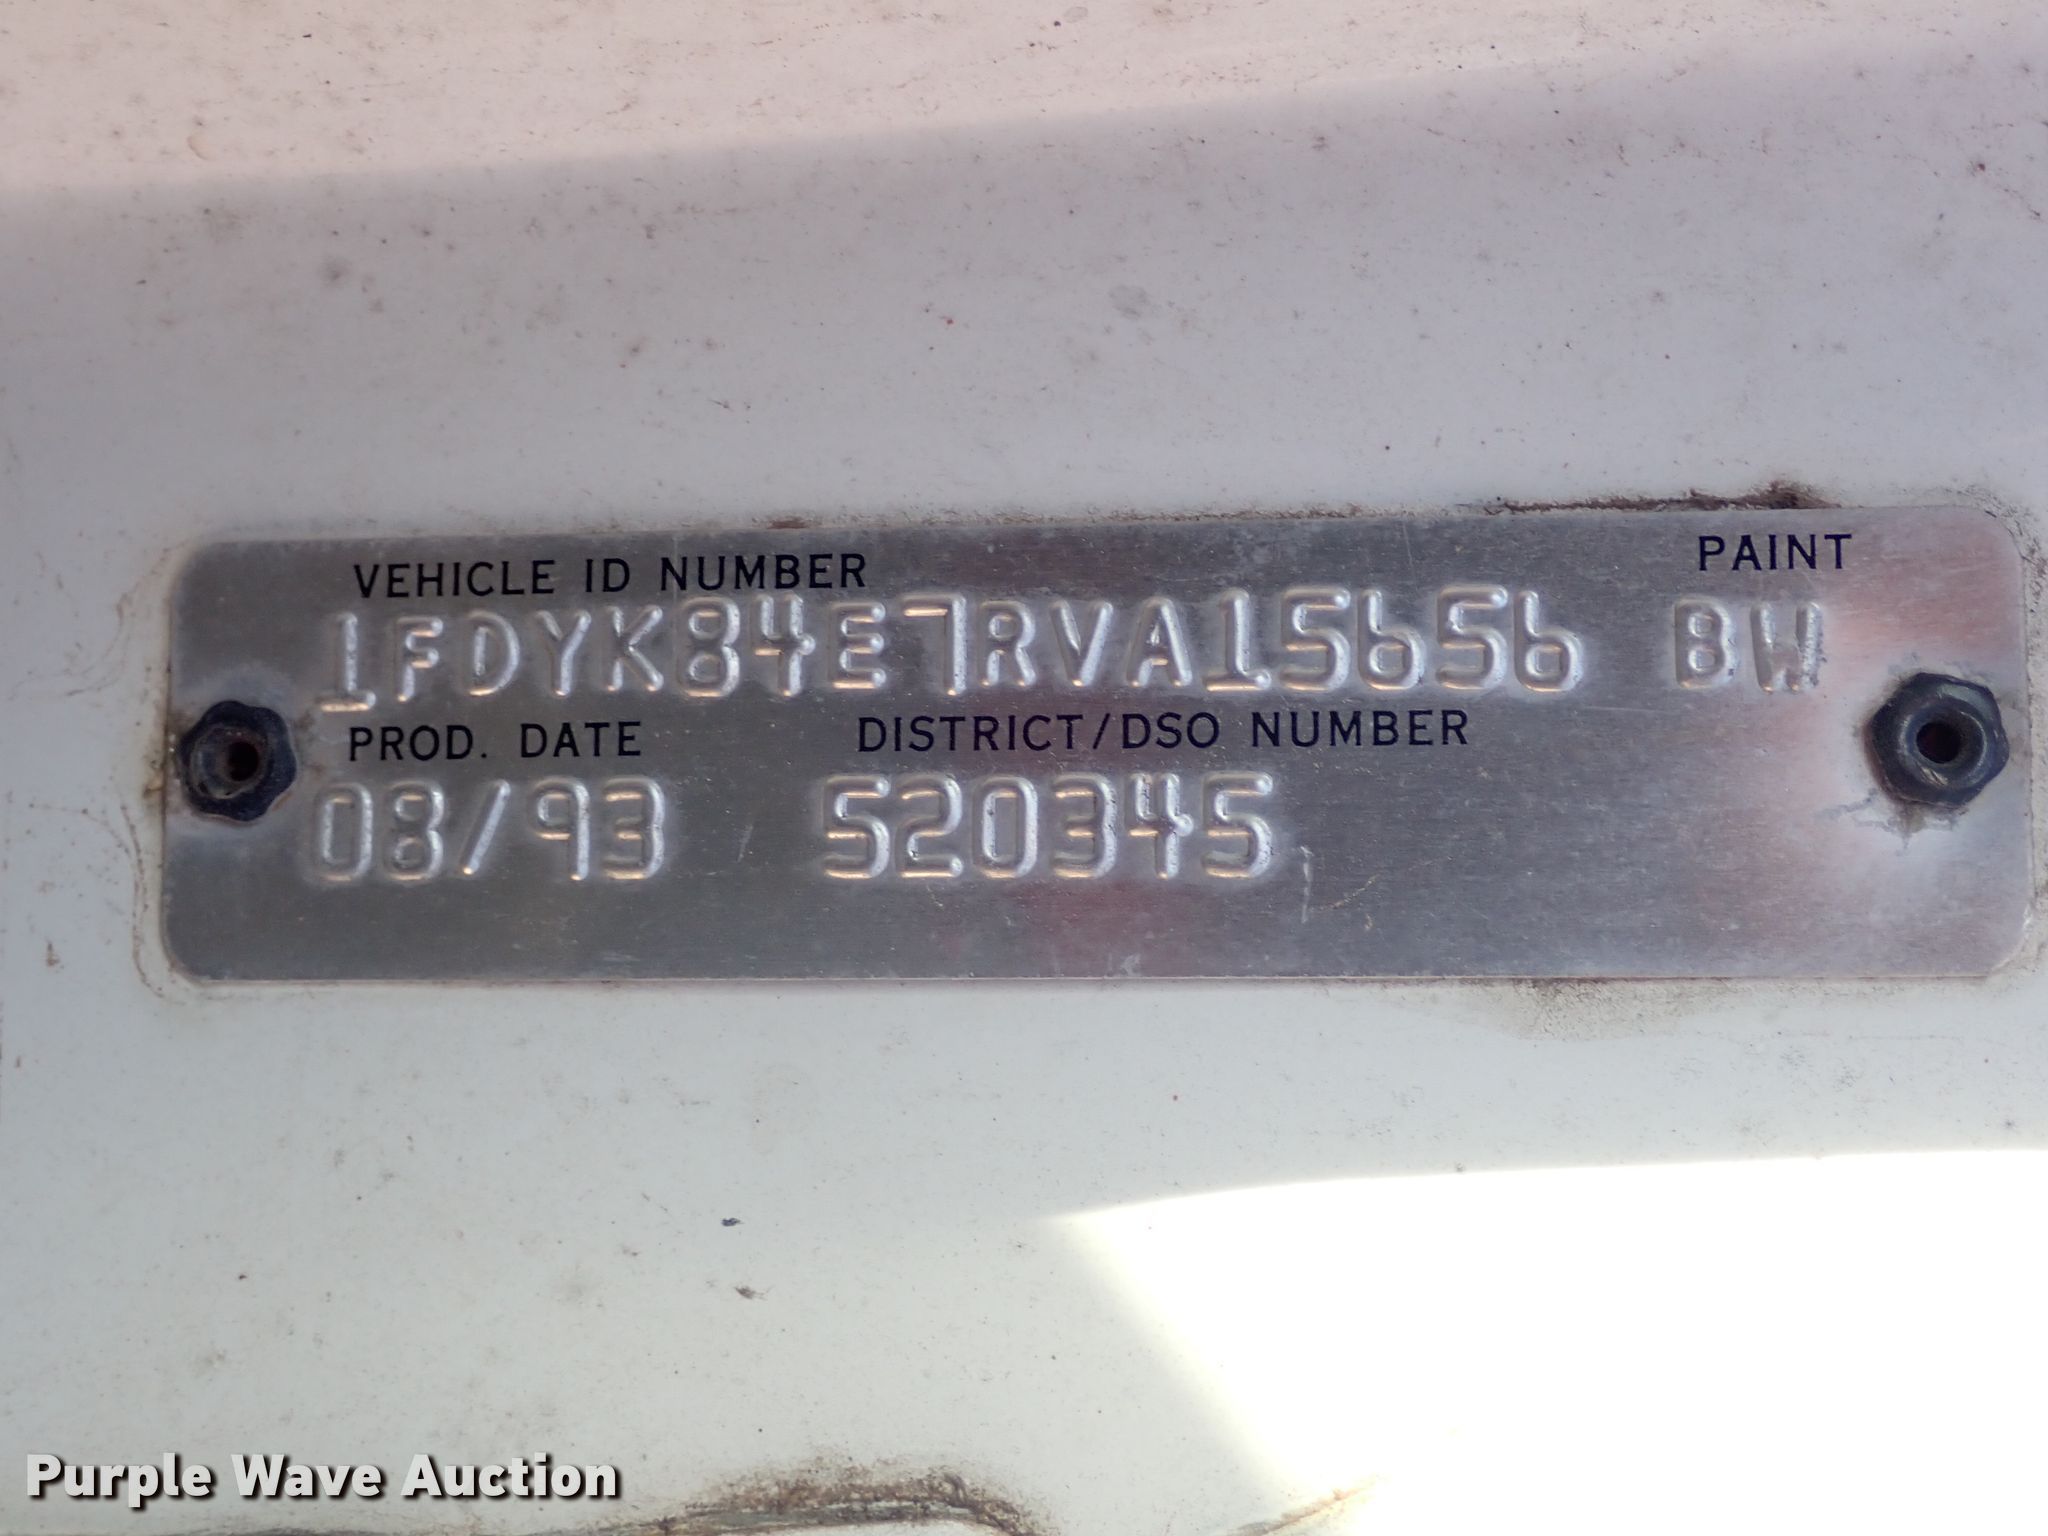 VEHICLE ID NUMBER PAINT
1FDYK84E7RVA15656 BW
PROD. DATE DISTRICT/DSO NUMBER
08/93 520345
Purple Wave Auction